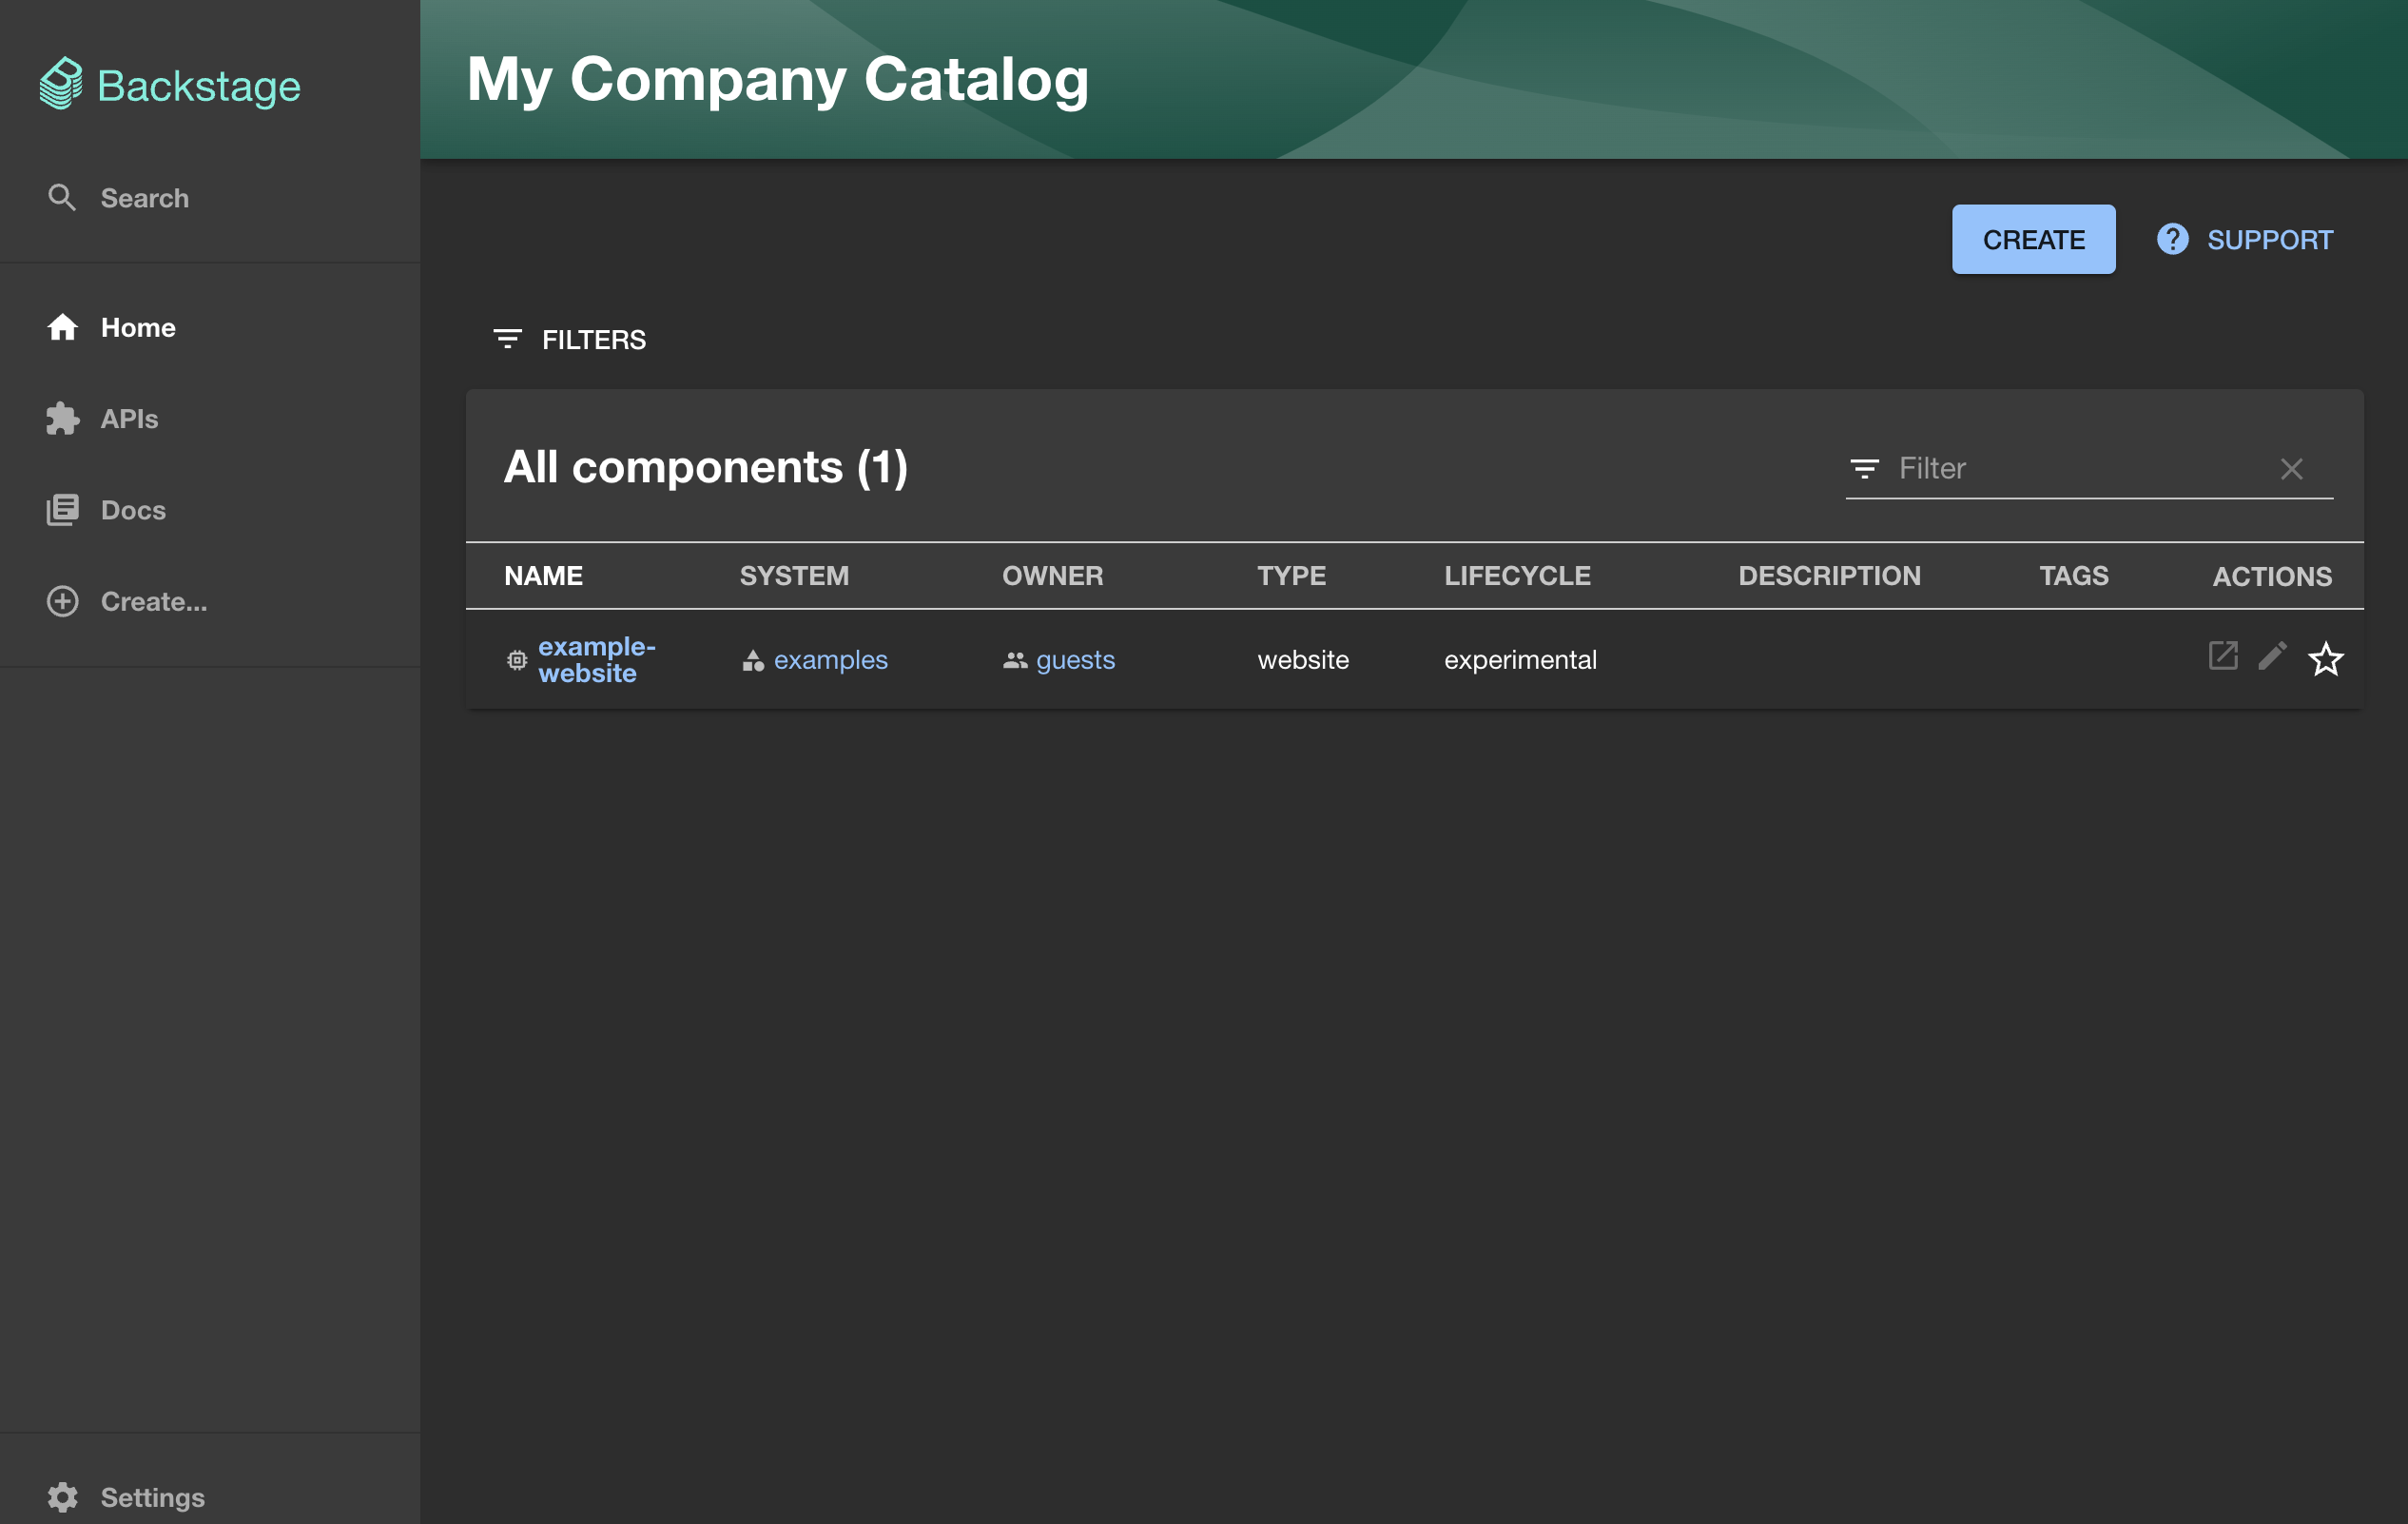 Backstage
Search
Home
APIs
Docs
Create...
Settings
My Company Catalog
CREATE
SUPPORT
FILTERS
All components (1)
Filter
NAME SYSTEM OWNER TYPE LIFECYCLE DESCRIPTION TAGS ACTIONS
example-
website
examples guests website experimental